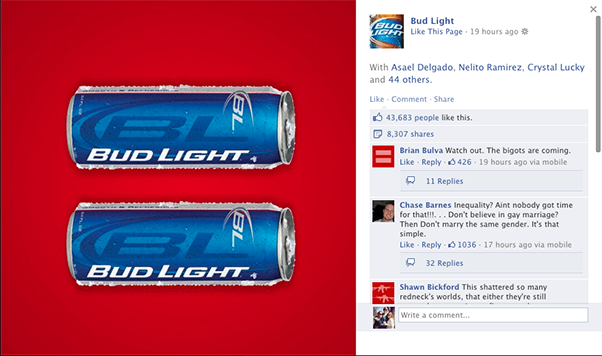 BL
BL
BUD LIGHT
BL
BL
BUD LIGHT
Bud Light
Like This Page · 19 hours ago
With Asael Delgado, Nelito Ramirez, Crystal Lucky
and 44 others.
Like · Comment · Share
43,683 people like this.
8,307 shares
Brian Bulva Watch out. The bigots are coming.
Like · Reply · 426 · 19 hours ago via mobile
11 Replies
Chase Barnes Inequality? Aint nobody got time
for that!!!. . . Don't believe in gay marriage?
Then Don't marry the same gender. It's that
simple.
Like · Reply · 1036 · 17 hours ago via mobile
32 Replies
Shawn Bickford This shattered so many
redneck's worlds, that either they're still
Write a comment...